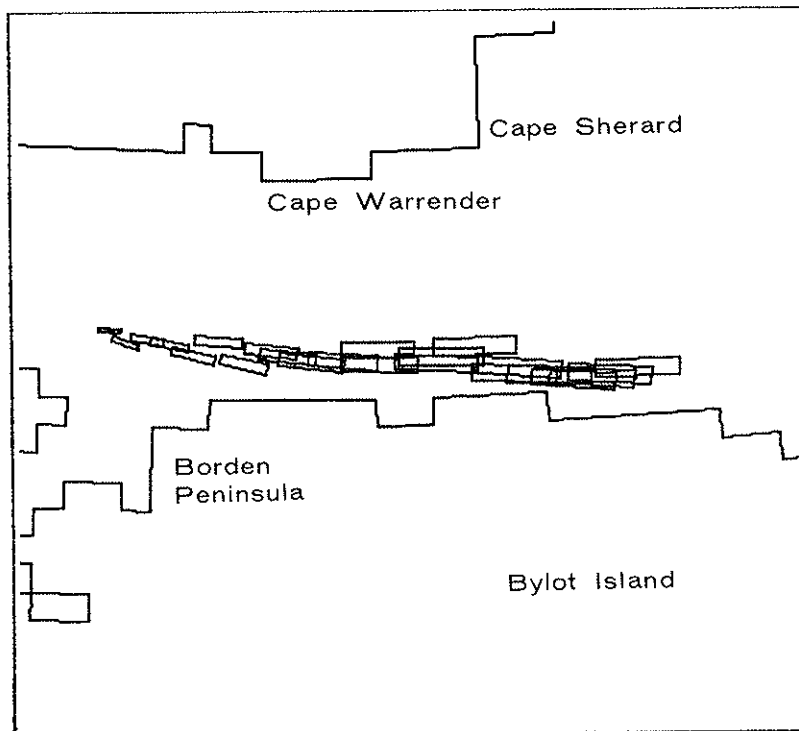 Cape Sherard
Cape Warrender
Borden
Peninsula
Bylot Island